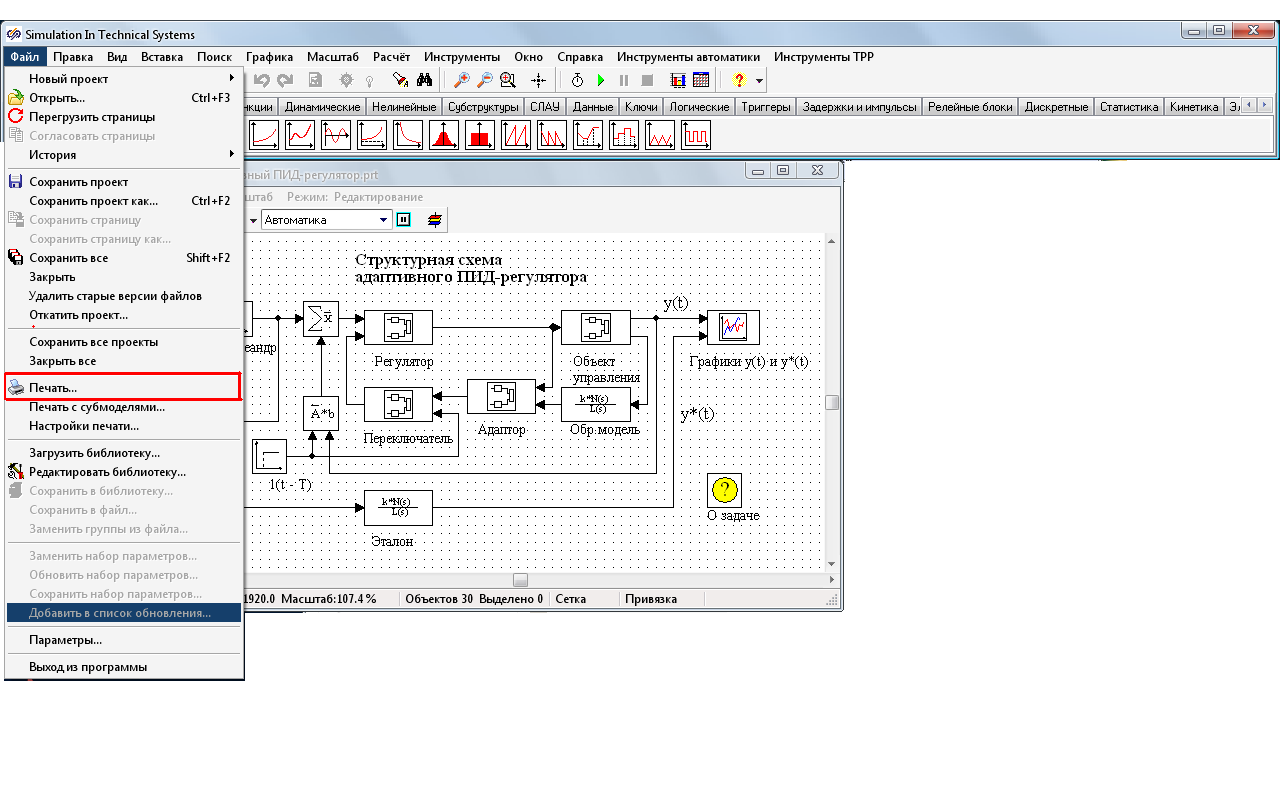 Simulation In Technical Systems
Файл Правка Вид Вставка Поиск Графика Масштаб Расчёт Инструменты Окно Справка Инструменты автоматики Инструменты ТРР
Новый проект
Открыть... Ctrl+F3
Перегрузить страницы
Согласовать страницы
История
Сохранить проект
Сохранить проект как... Ctrl+F2
Сохранить страницу
Сохранить страницу как...
Сохранить все Shift+F2
Закрыть
Удалить старые версии файлов
Откатить проект...
Сохранить все проекты
Закрыть все
Печать...
Печать с субмоделями...
Настройки печати...
Загрузить библиотеку...
Редактировать библиотеку...
Сохранить в библиотеку...
Сохранить в файл...
Заменить группы из файла...
Заменить набор параметров...
Обновить набор параметров...
Сохранить набор параметров...
Добавить в список обновления...
Параметры...
Выход из программы
нкции Динамические Нелинейные Субструктуры СЛАУ Данные Ключи Логические Триггеры Задержки и импульсы Релейные блоки Дискретные Статистика Кинетика Эл
ный ПИД-регулятор.prt
штаб Режим: Редактирование
Автоматика
Структурная схема
адаптивного ПИД-регулятора
y(t)
еандр
Регулятор
Объект
управления
Графики y(t) и y*(t)
A*b
k*N(s)
L(s)
y*(t)
Переключатель
Адаптор
Обр.модель
1(t - T)
k*N(s)
L(s)
Эталон
?
О задаче
1920.0 Масштаб:107.4% Объектов 30 Выделено 0 Сетка Привязка